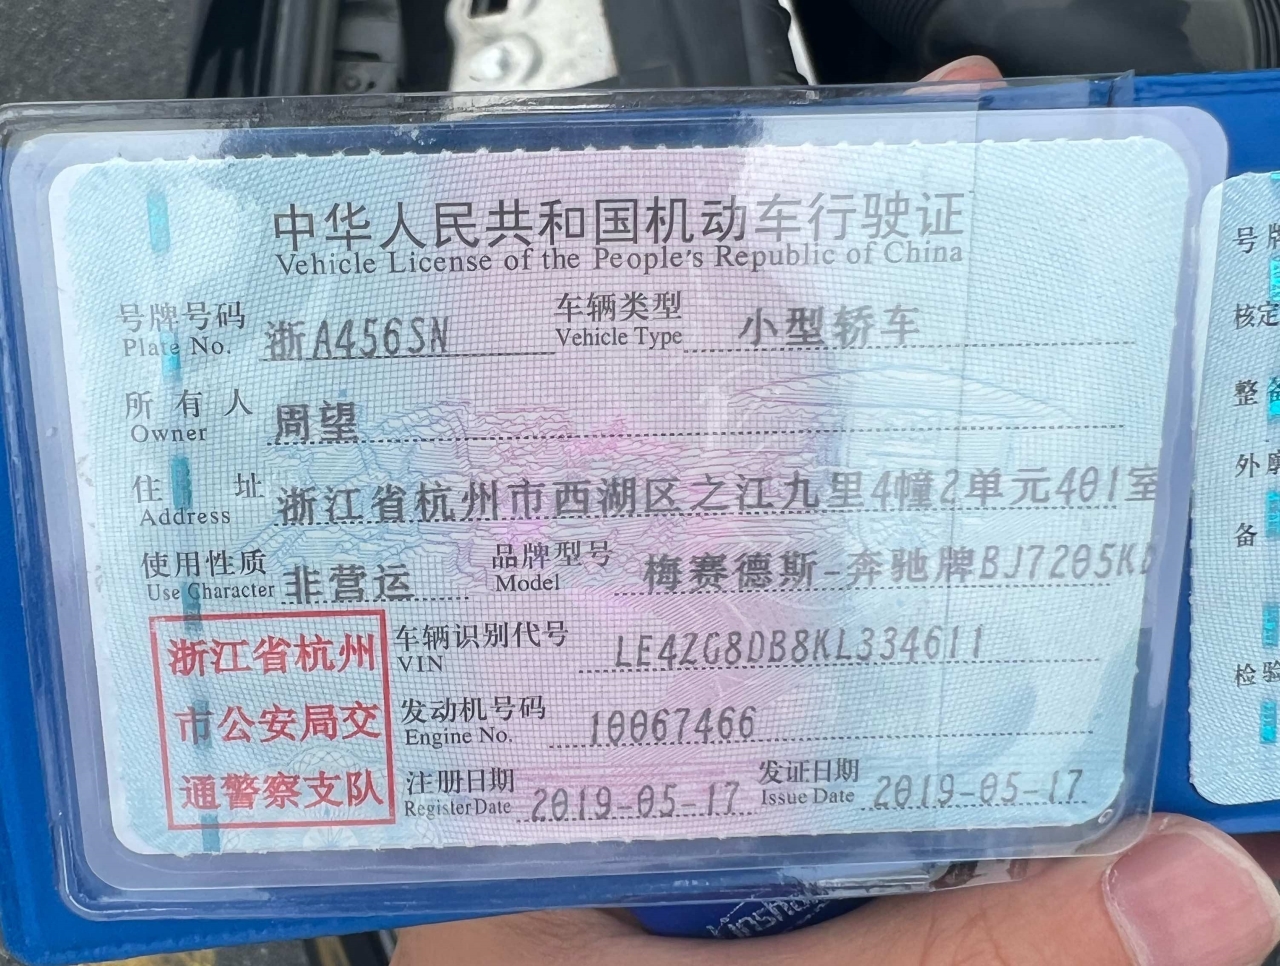 中华人民共和国机动车行驶证
Vehicle License of the People's Republic of China
号牌号码 浙A456SN 车辆类型 小型轿车
Plate No. Vehicle Type
所有人 周望
Owner
住址 浙江省杭州市西湖区之江九里4幢2单元401室
Address
使用性质 非营运 品牌型号 梅赛德斯-奔驰牌BJ7205K
Use Character Model
浙江省杭州
市公安局交
通警察支队
车辆识别代号 LE4ZG8DB8KL334611
VIN
发动机号码 10067466
Engine No.
注册日期 2019-05-17 发证日期 2019-05-17
Register Date Issue Date
号牌
核定
整备
外廓
备
检验